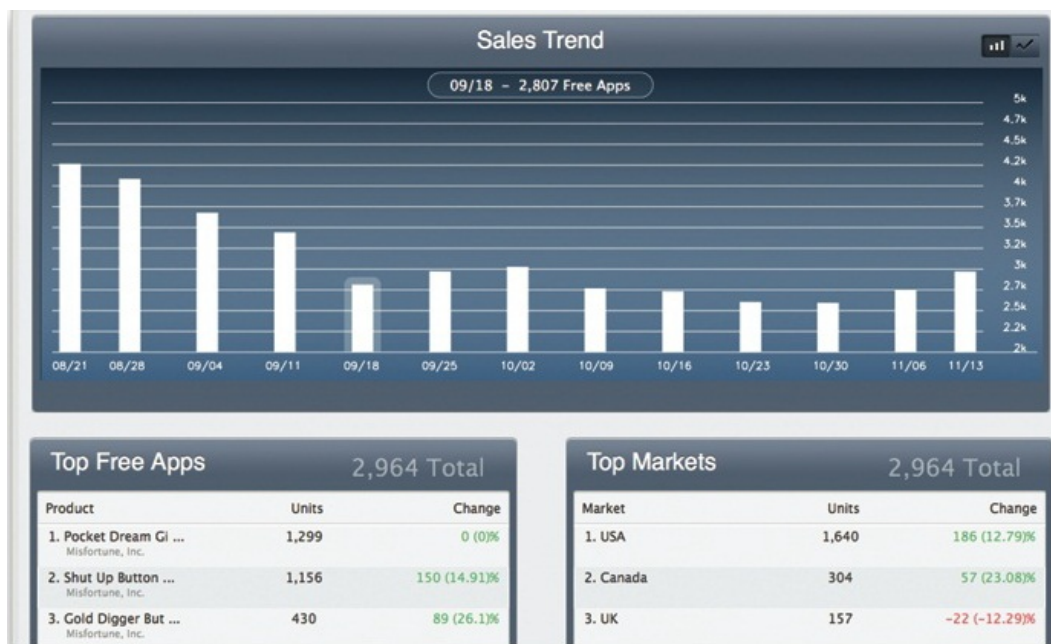 Sales Trend
09/18 – 2,807 Free Apps
5k
4.7k
4.5k
4.2k
4k
3.7k
3.5k
3.2k
3k
2.7k
2.5k
2.2k
2k
08/21 08/28 09/04 09/11 09/18 09/25 10/02 10/09 10/16 10/23 10/30 11/06 11/13
Top Free Apps 2,964 Total
Product Units Change
1. Pocket Dream Gi ... 1,299 0 (0)%
Misfortune, Inc.
2. Shut Up Button ... 1,156 150 (14.91)%
Misfortune, Inc.
3. Gold Digger But ... 430 89 (26.1)%
Misfortune, Inc.
Top Markets 2,964 Total
Market Units Change
1. USA 1,640 186 (12.79)%
2. Canada 304 57 (23.08)%
3. UK 157 -22 (-12.29)%